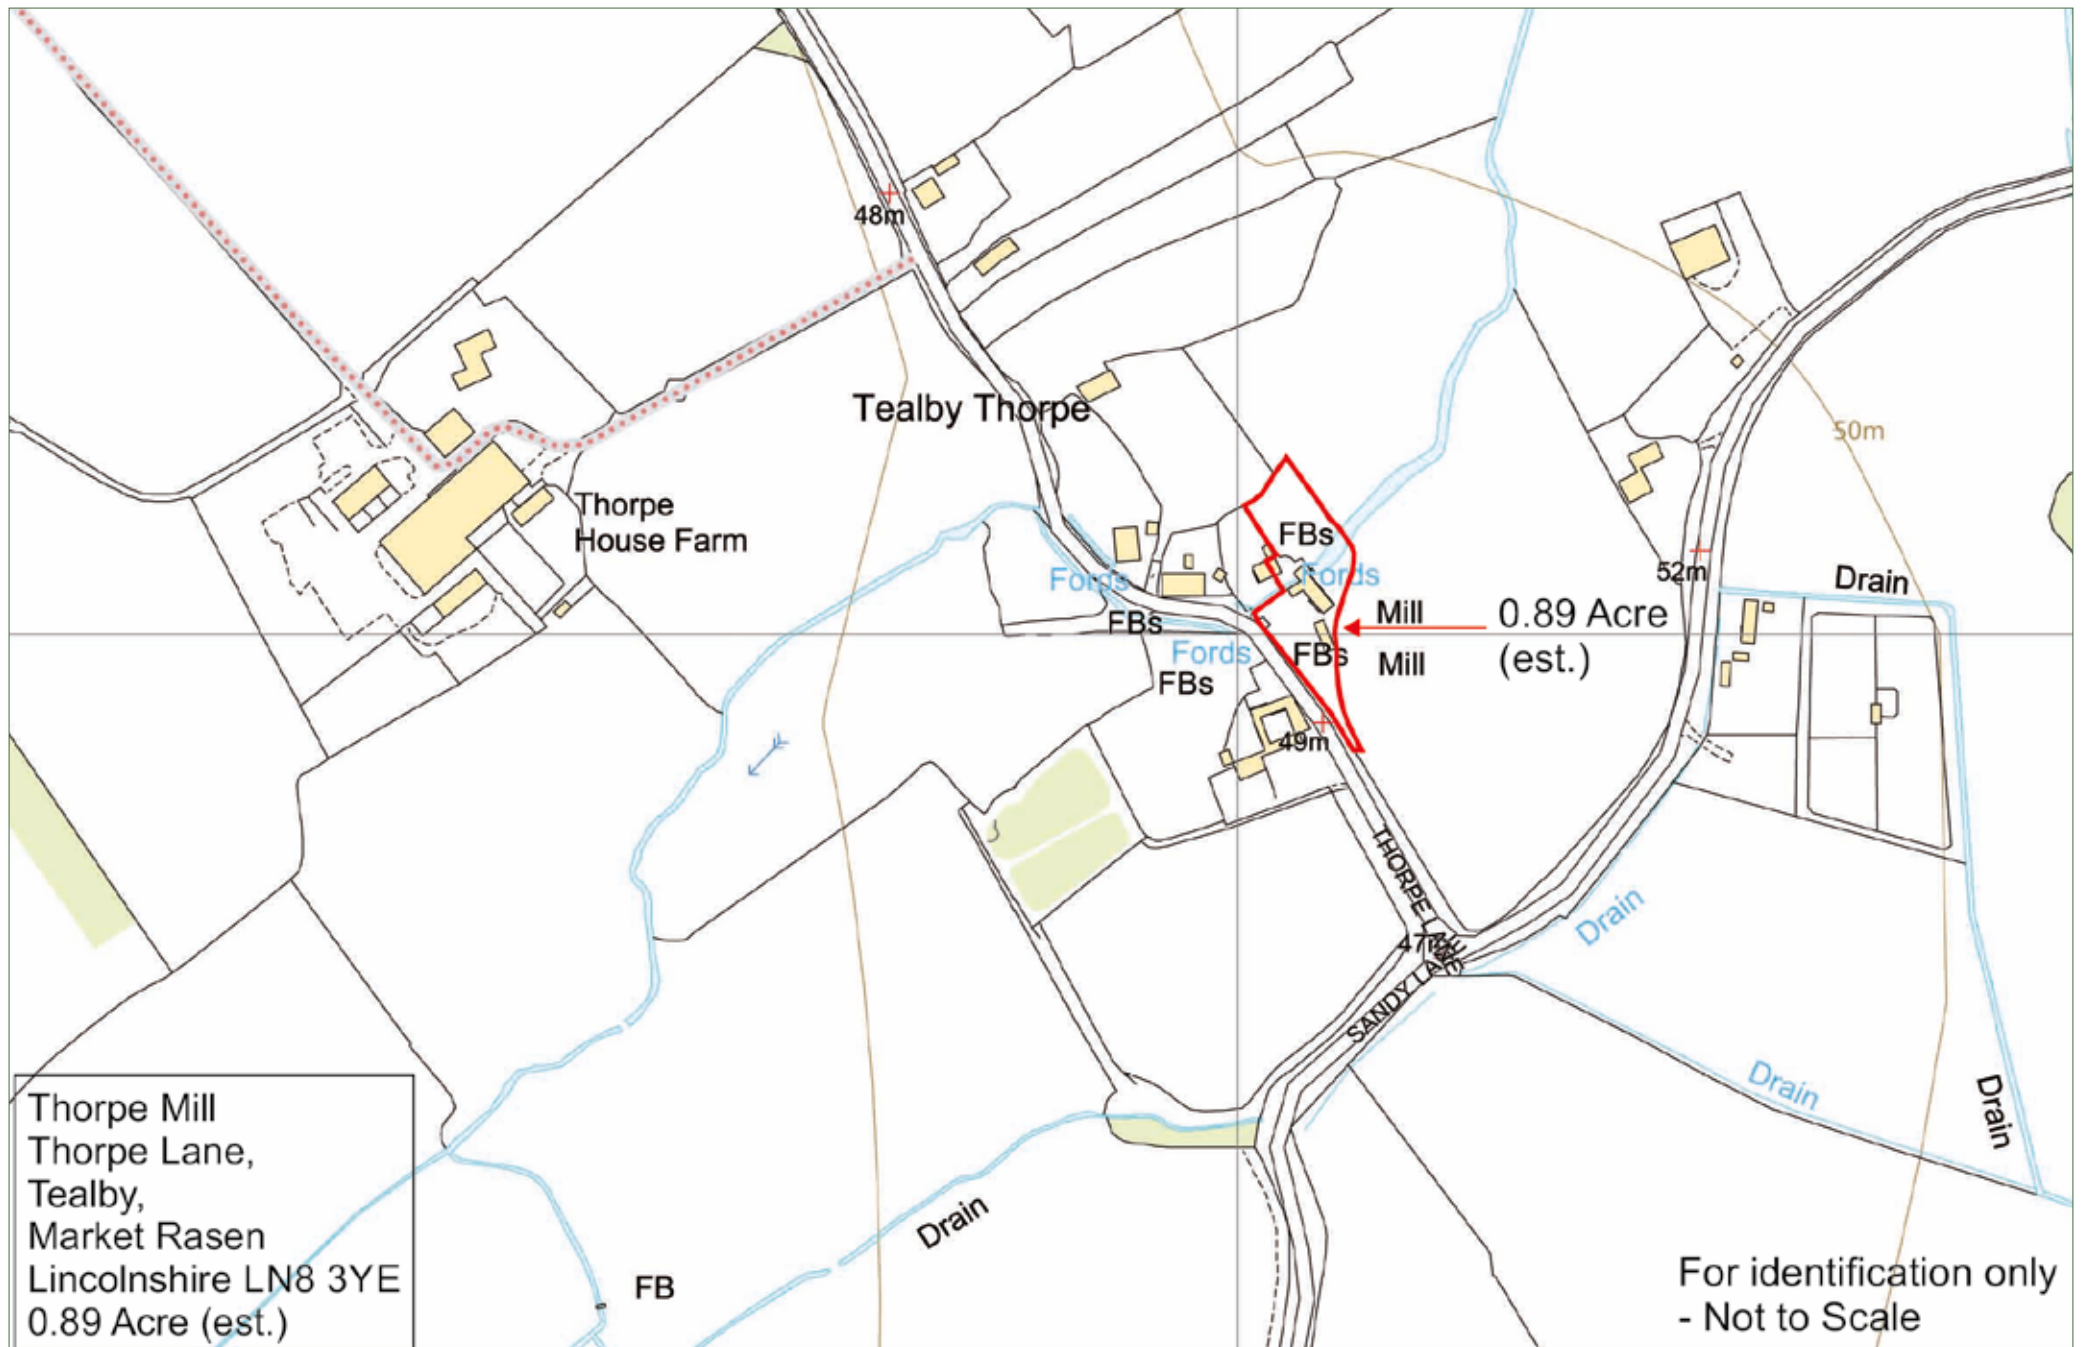 48m
Tealby Thorpe
50m
Thorpe
House Farm
FBs
Fords
Fords
52m
Drain
FBs
Mill
0.89 Acre
(est.)
Fords
FBs
Mill
FBs
49m
THORPE LANE
Drain
47m
SANDY LANE
Drain
Drain
Drain
FB
Thorpe Mill
Thorpe Lane,
Tealby,
Market Rasen
Lincolnshire LN8 3YE
0.89 Acre (est.)
For identification only
- Not to Scale